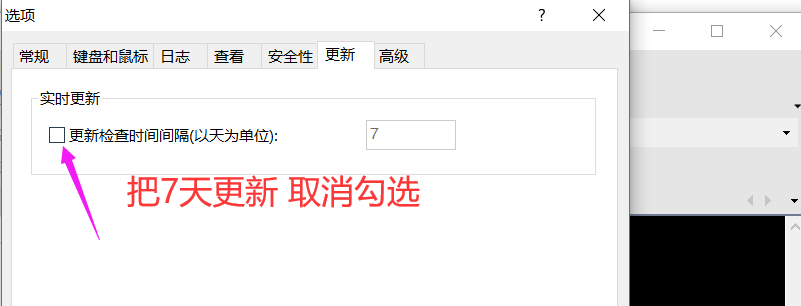 选项
?
常规 键盘和鼠标 日志 查看 安全性 更新 高级
实时更新
更新检查时间间隔(以天为单位): 7
把7天更新 取消勾选